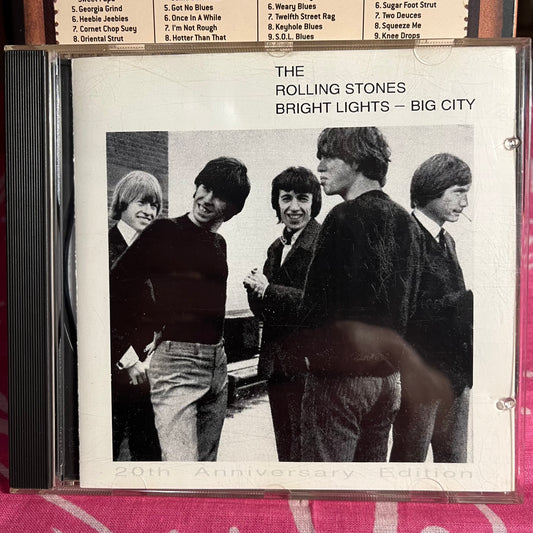 Street Pops
5. Georgia Grind
6. Heebie Jeebies
7. Cornet Chop Suey
8. Oriental Strut
5. Got No Blues
6. Once In A While
7. I'm Not Rough
8. Hotter Than That
6. Weary Blues
7. Twelfth Street Rag
8. Keyhole Blues
9. S.O.L. Blues
6. Sugar Foot Strut
7. Two Deuces
8. Squeeze Me
9. Knee Drops
THE
ROLLING STONES
BRIGHT LIGHTS – BIG CITY
20th Anniversary Edition